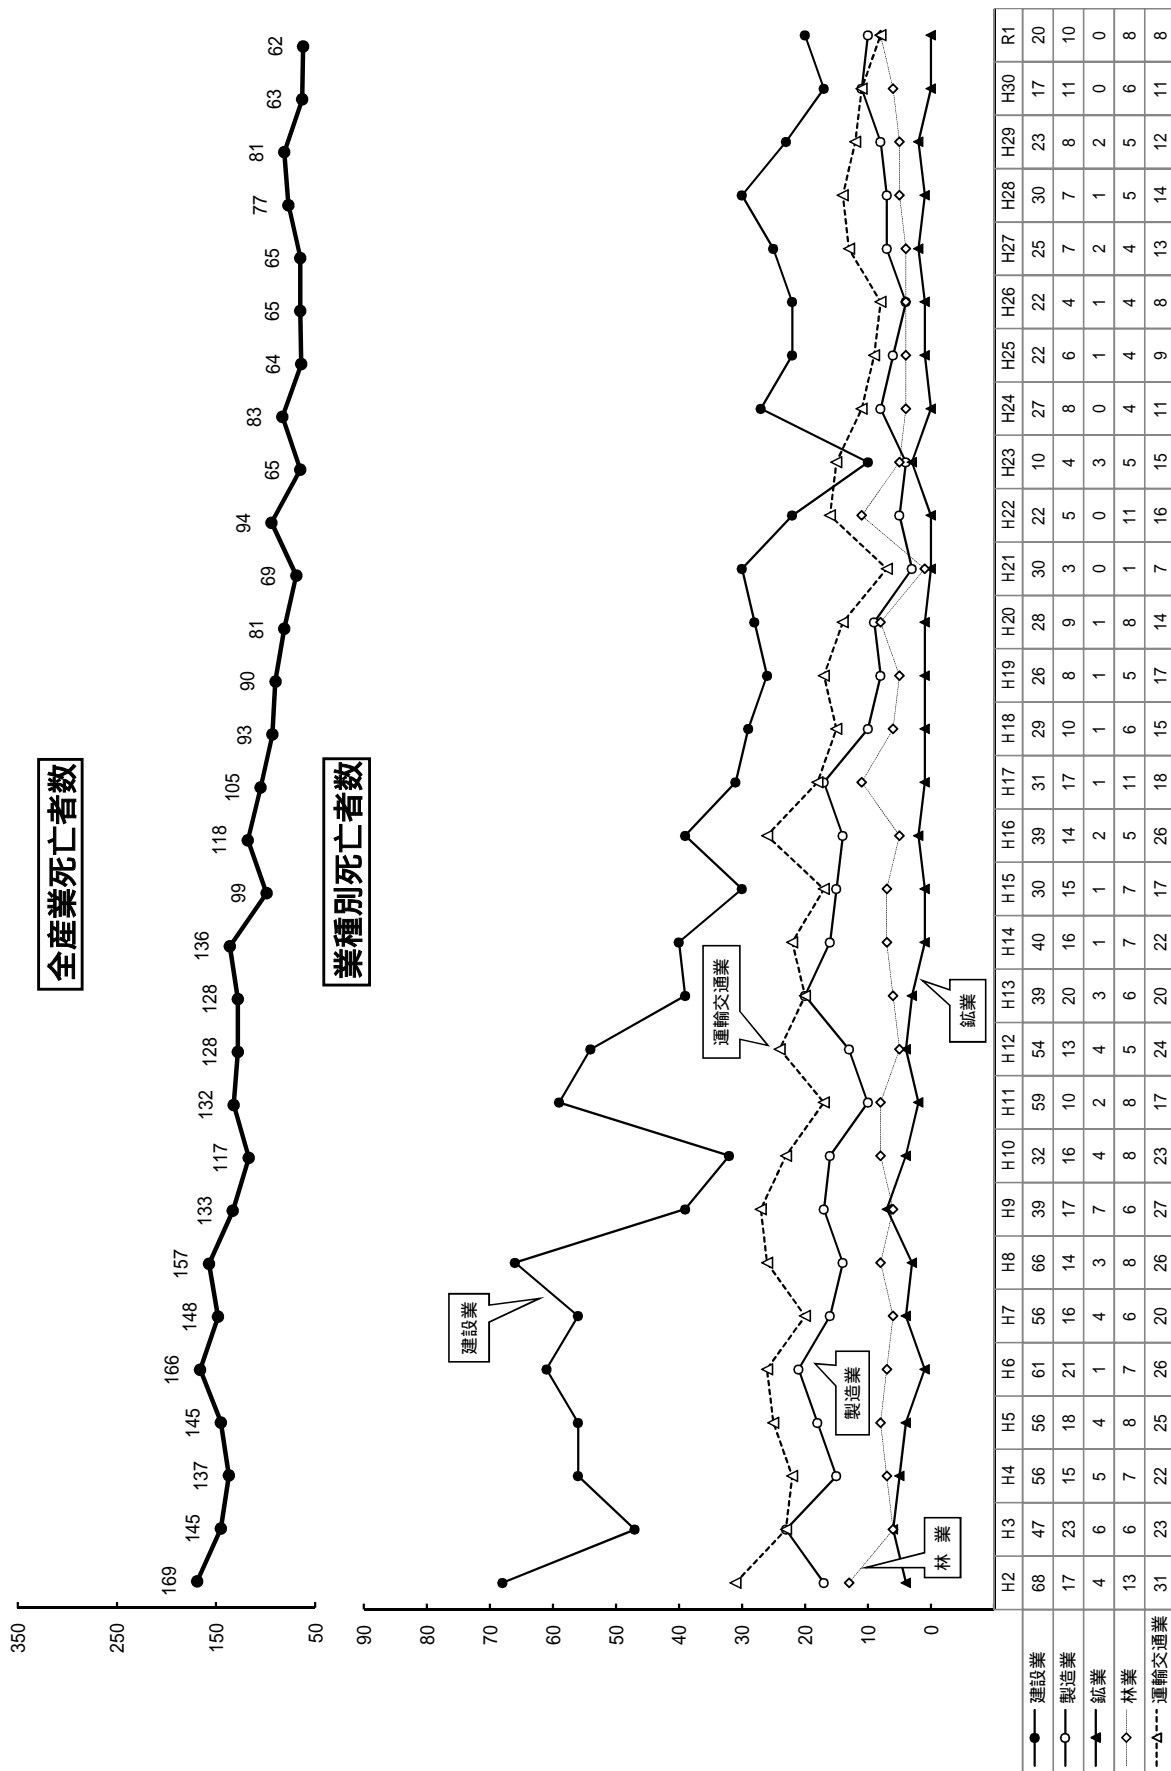 全産業死亡者数
350
250
150
50
169 145 137 145 166 148 157 133 117 132 128 128 136 99 118 105 93 90 81 69 94 65 83 64 65 65 77 81 63 62
業種別死亡者数
90
80
70
60
50
40
30
20
10
0
建設業
運輸交通業
製造業
林 業
鉱業
H2 H3 H4 H5 H6 H7 H8 H9 H10 H11 H12 H13 H14 H15 H16 H17 H18 H19 H20 H21 H22 H23 H24 H25 H26 H27 H28 H29 H30 R1
建設業 68 47 56 56 61 56 66 39 32 59 54 39 40 30 39 31 29 26 28 30 22 10 27 22 22 25 30 23 17 20
製造業 17 23 15 18 21 16 14 17 16 10 13 20 16 15 14 17 10 8 9 3 5 4 8 6 4 7 7 8 11 10
鉱業 4 6 5 4 1 4 3 7 4 2 4 3 1 1 2 1 1 1 1 0 0 3 0 1 1 2 1 2 0 0
林業 13 6 7 8 7 6 8 6 8 8 5 6 7 7 5 11 6 5 8 1 11 5 4 4 4 4 5 5 6 8
運輸交通業 31 23 22 25 26 20 26 27 23 17 24 20 22 17 26 18 15 17 14 7 16 15 11 9 8 13 14 12 11 8